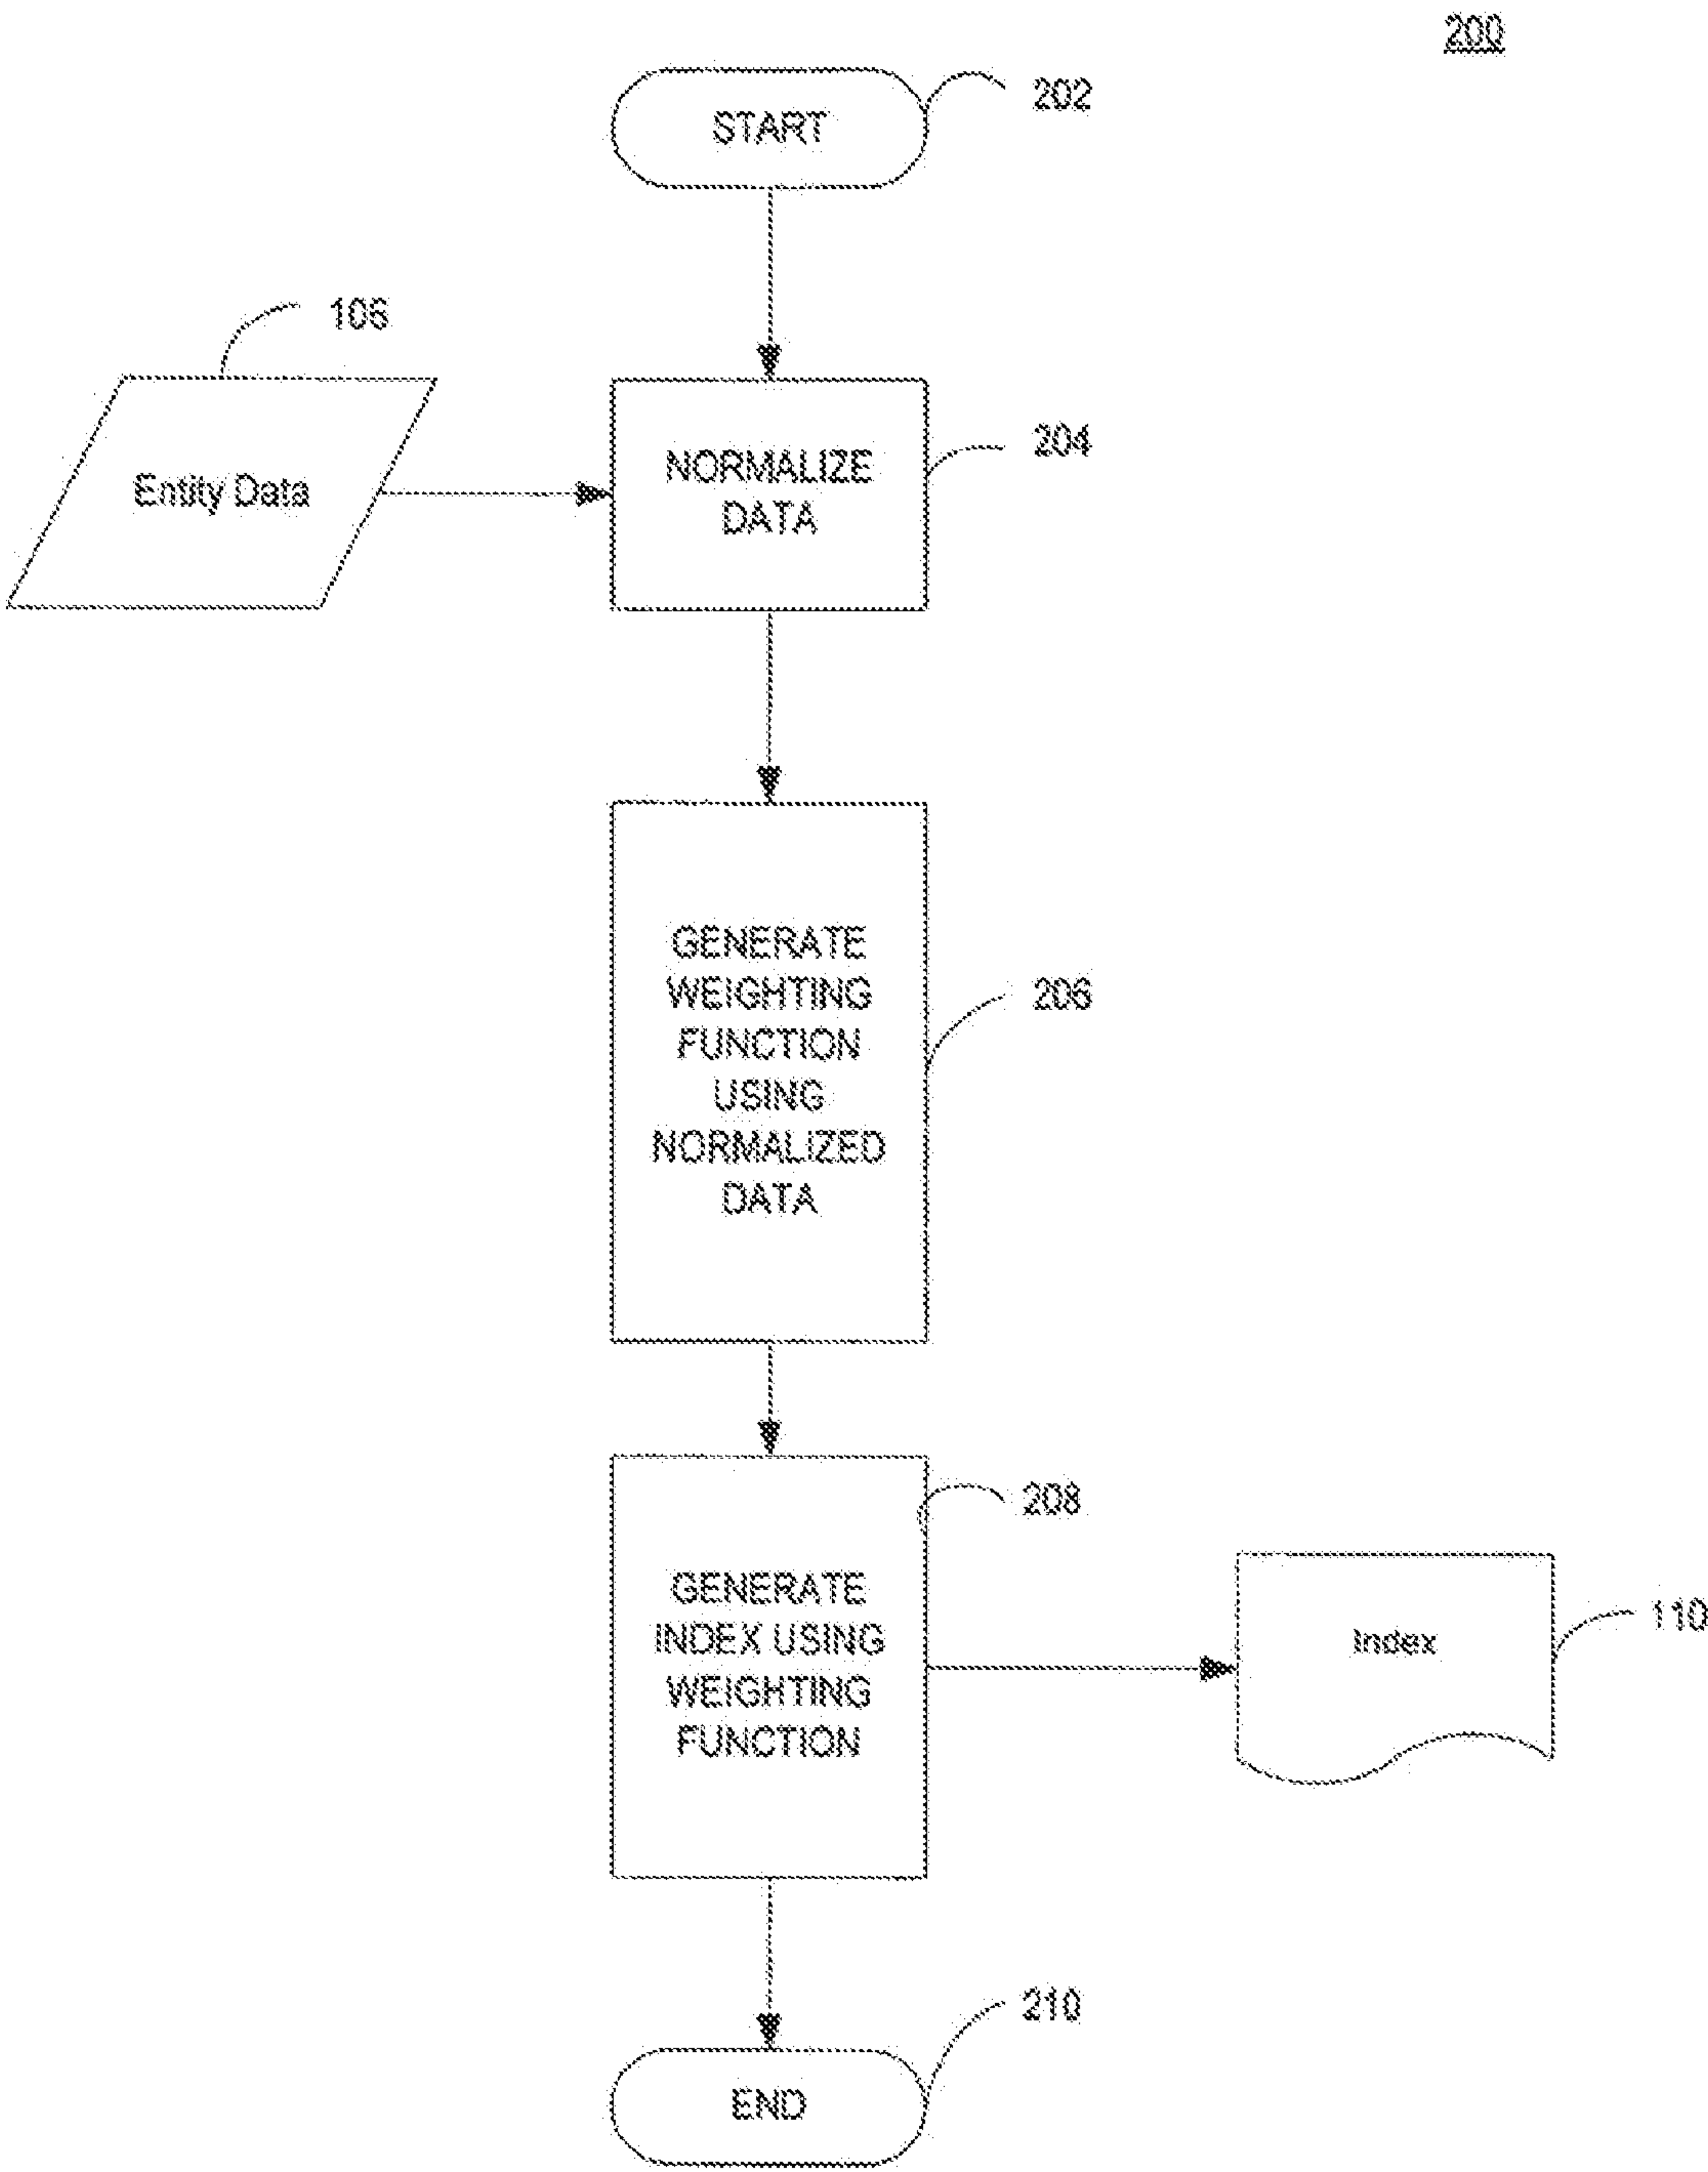 200
START
202
106
Entity Data
NORMALIZE
DATA
204
GENERATE
WEIGHTING
FUNCTION
USING
NORMALIZED
DATA
206
208
GENERATE
INDEX USING
WEIGHTING
FUNCTION
Index
110
210
END